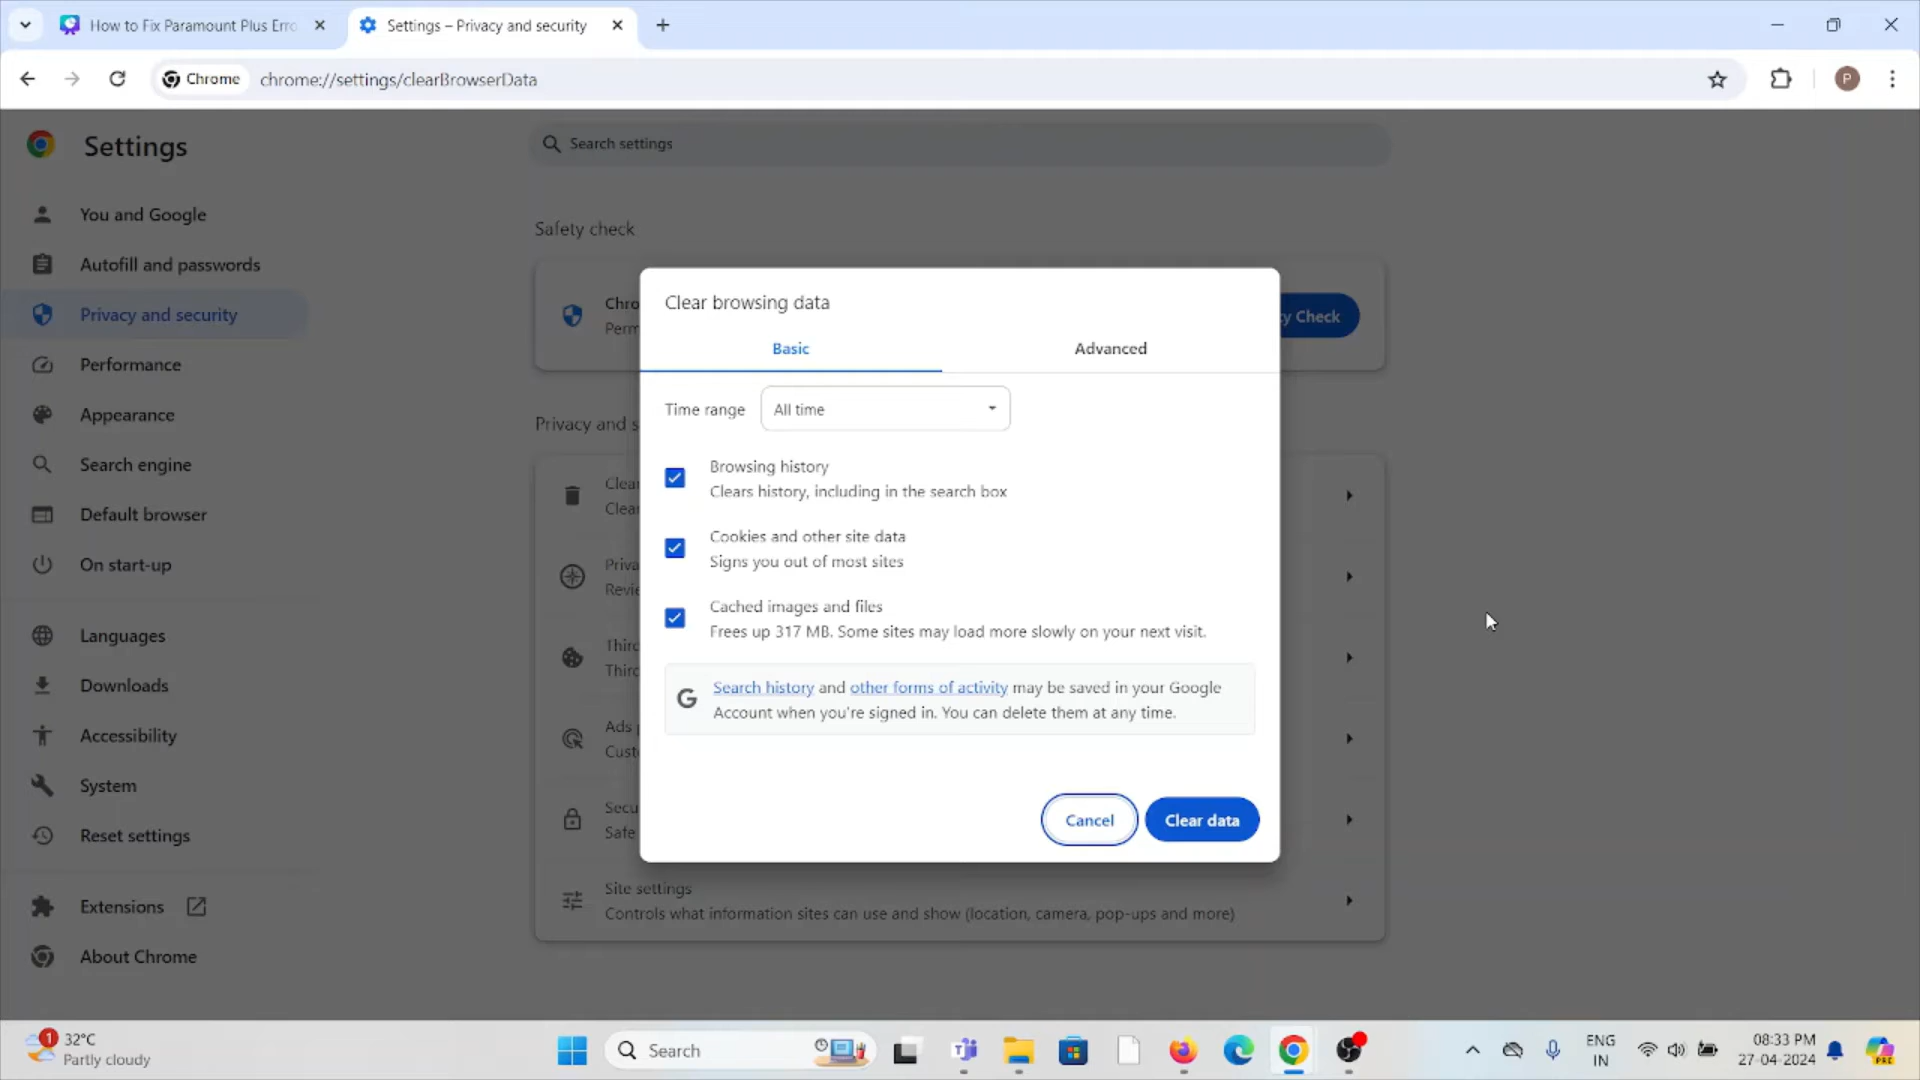 How to Fix Paramount Plus Erro
Settings – Privacy and security
Chrome
chrome://settings/clearBrowserData
P
Settings
Search settings
You and Google
Autofill and passwords
Privacy and security
Performance
Appearance
Search engine
Default browser
On start-up
Languages
Downloads
Accessibility
System
Reset settings
Extensions
About Chrome
Safety check
Chro
Perm
y Check
Privacy and s
Clear
Clear
Priva
Revie
Third
Third
Ads p
Custo
Secu
Safe
Site settings
Controls what information sites can use and show (location, camera, pop-ups and more)
Clear browsing data
Basic
Advanced
Time range
All time
Browsing history
Clears history, including in the search box
Cookies and other site data
Signs you out of most sites
Cached images and files
Frees up 317 MB. Some sites may load more slowly on your next visit.
G
Search history and other forms of activity may be saved in your Google
Account when you're signed in. You can delete them at any time.
Cancel
Clear data
1
32°C
Partly cloudy
Search
ENG
IN
08:33 PM
27-04-2024
PRE